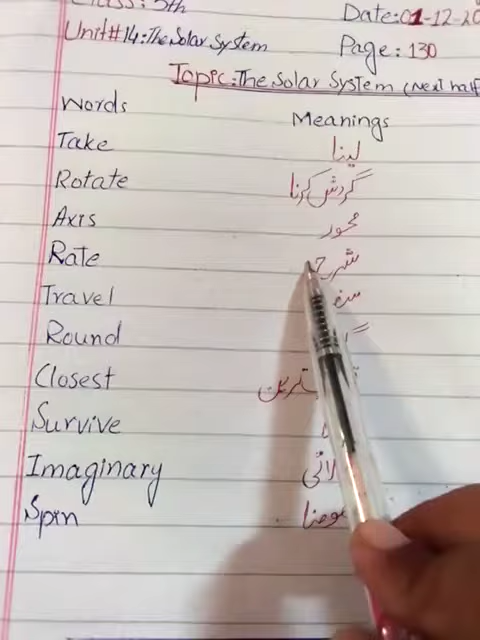 Class: 5th
Date: 01-12-20
Unit#14: The Solar System
Page: 130
Topic: The Solar System (Next half
Words Meanings
Take لینا
Rotate گردش کرنا
Axis محور
Rate شرح
Travel
Round
Closest
Survive
Imaginary
Spin